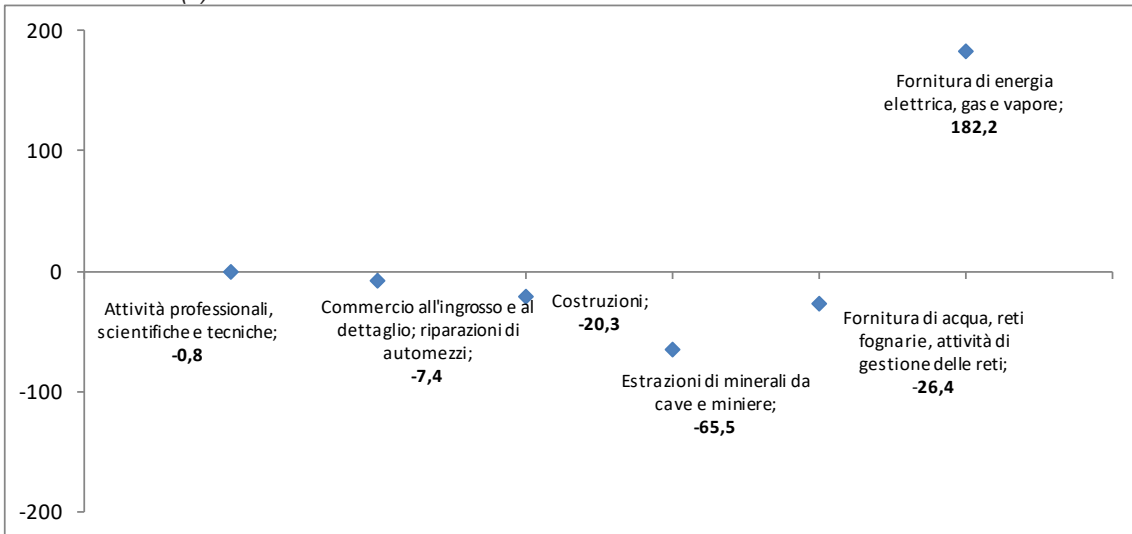 200
100
0
-100
-200
Attività professionali,
scientifiche e tecniche;
-0,8
Commercio all'ingrosso e al
dettaglio; riparazioni di
automezzi;
-7,4
Costruzioni;
-20,3
Estrazioni di minerali da
cave e miniere;
-65,5
Fornitura di acqua, reti
fognarie, attività di
gestione delle reti;
-26,4
Fornitura di energia
elettrica, gas e vapore;
182,2